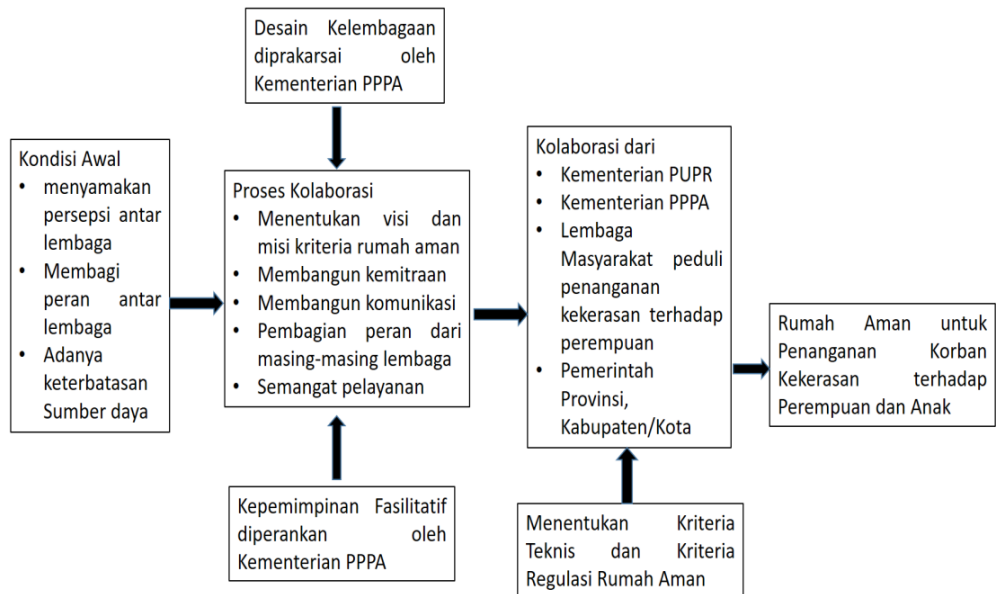 Desain Kelembagaan
diprakarsai oleh
Kementerian PPPA
Kondisi Awal
• menyamakan
persepsi antar
lembaga
• Membagi
peran antar
lembaga
• Adanya
keterbatasan
Sumber daya
Proses Kolaborasi
• Menentukan visi dan
misi kriteria rumah aman
• Membangun kemitraan
• Membangun komunikasi
• Pembagian peran dari
masing-masing lembaga
• Semangat pelayanan
Kepemimpinan Fasilitatif
diperankan oleh
Kementerian PPPA
Kolaborasi dari
• Kementerian PUPR
• Kementerian PPPA
• Lembaga
Masyarakat peduli
penanganan
kekerasan terhadap
perempuan
• Pemerintah
Provinsi,
Kabupaten/Kota
Menentukan Kriteria
Teknis dan Kriteria
Regulasi Rumah Aman
Rumah Aman untuk
Penanganan Korban
Kekerasan terhadap
Perempuan dan Anak